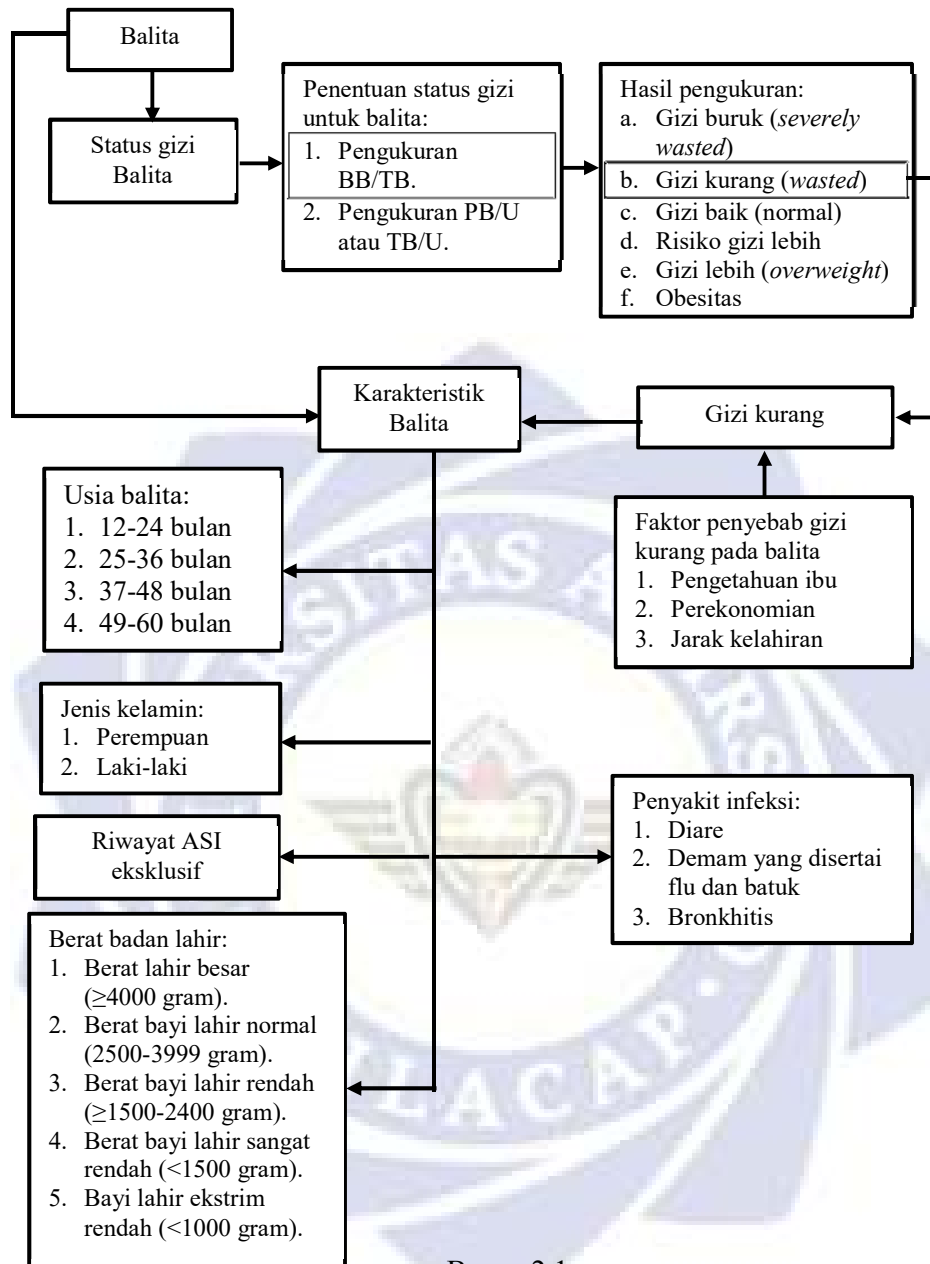 Balita
Status gizi
Balita
Penentuan status gizi
untuk balita:
1. Pengukuran
BB/TB.
2. Pengukuran PB/U
atau TB/U.
Hasil pengukuran:
a. Gizi buruk (severely
wasted)
b. Gizi kurang (wasted)
c. Gizi baik (normal)
d. Risiko gizi lebih
e. Gizi lebih (overweight)
f. Obesitas
Karakteristik
Balita
Gizi kurang
Usia balita:
1. 12-24 bulan
2. 25-36 bulan
3. 37-48 bulan
4. 49-60 bulan
Faktor penyebab gizi
kurang pada balita
1. Pengetahuan ibu
2. Perekonomian
3. Jarak kelahiran
Jenis kelamin:
1. Perempuan
2. Laki-laki
Riwayat ASI
eksklusif
Penyakit infeksi:
1. Diare
2. Demam yang disertai
flu dan batuk
3. Bronkhitis
Berat badan lahir:
1. Berat lahir besar
(≥4000 gram).
2. Berat bayi lahir normal
(2500-3999 gram).
3. Berat bayi lahir rendah
(≥1500-2400 gram).
4. Berat bayi lahir sangat
rendah (<1500 gram).
5. Bayi lahir ekstrim
rendah (<1000 gram).